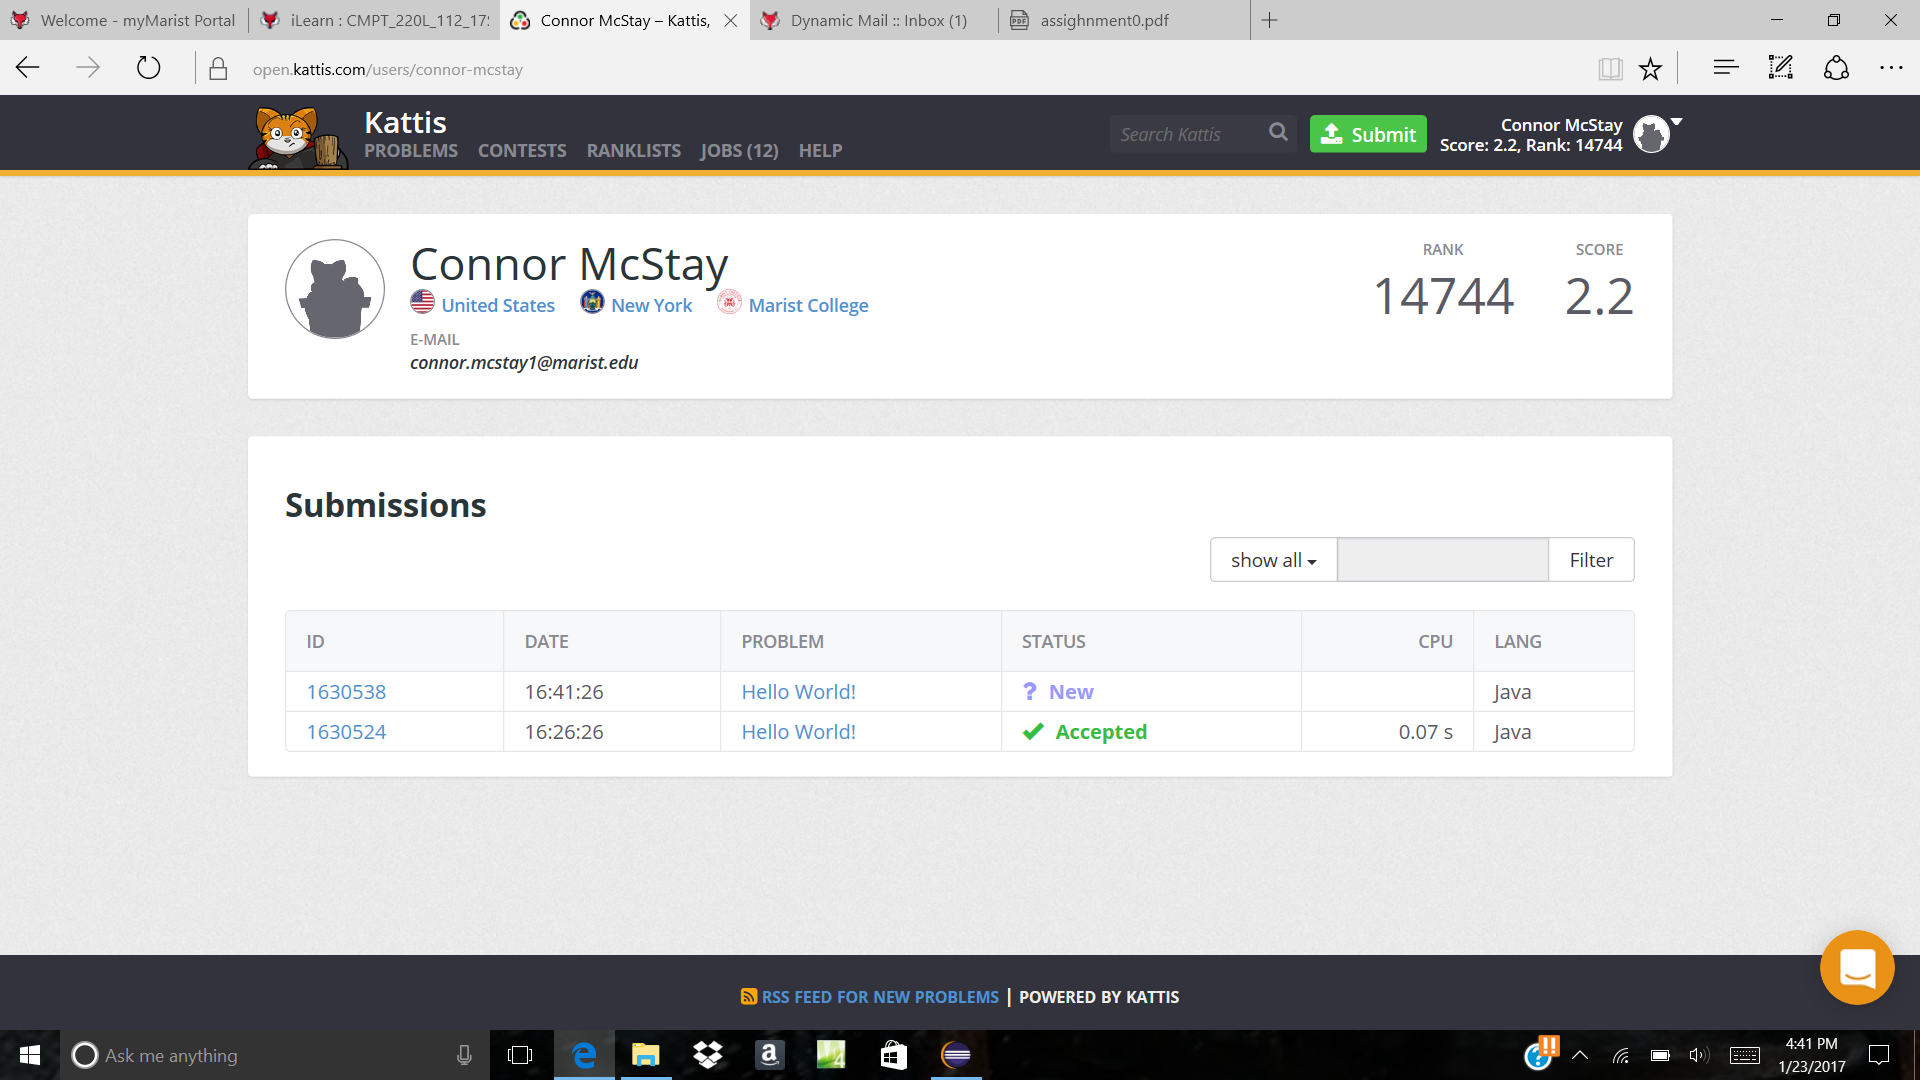 Welcome - myMarist Portal
iLearn : CMPT_220L_112_17S
Connor McStay – Kattis,
Dynamic Mail :: Inbox (1)
assighnment0.pdf
open.kattis.com/users/connor-mcstay
Kattis
PROBLEMS CONTESTS RANKLISTS JOBS (12) HELP
Search Kattis
Submit
Connor McStay
Score: 2.2, Rank: 14744
Connor McStay
United States New York Marist College
E-MAIL
connor.mcstay1@marist.edu
RANK SCORE
14744 2.2
Submissions
show all Filter
ID DATE PROBLEM STATUS CPU LANG
1630538 16:41:26 Hello World! ? New Java
1630524 16:26:26 Hello World! Accepted 0.07 s Java
RSS FEED FOR NEW PROBLEMS | POWERED BY KATTIS
Ask me anything
4:41 PM
1/23/2017